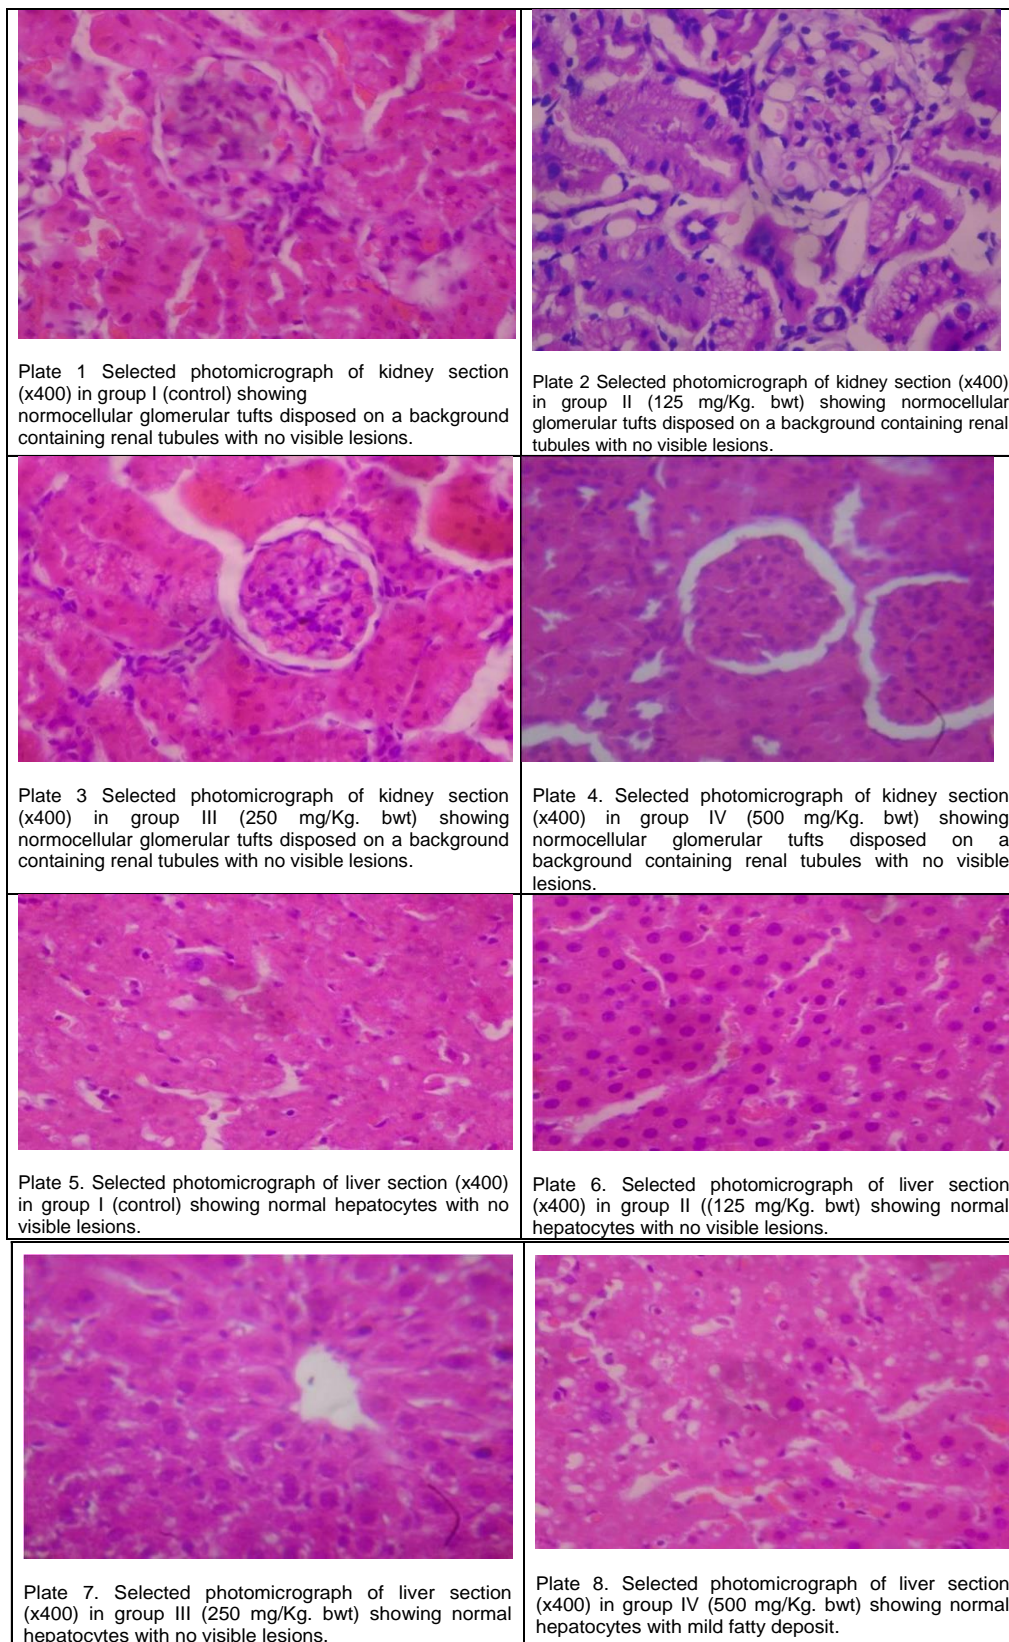 Plate 1 Selected photomicrograph of kidney section
(x400) in group I (control) showing
normocellular glomerular tufts disposed on a background
containing renal tubules with no visible lesions.
Plate 2 Selected photomicrograph of kidney section (x400)
in group II (125 mg/Kg. bwt) showing normocellular
glomerular tufts disposed on a background containing renal
tubules with no visible lesions.
Plate 3 Selected photomicrograph of kidney section
(x400) in group III (250 mg/Kg. bwt) showing
normocellular glomerular tufts disposed on a background
containing renal tubules with no visible lesions.
Plate 4. Selected photomicrograph of kidney section
(x400) in group IV (500 mg/Kg. bwt) showing
normocellular glomerular tufts disposed on a
background containing renal tubules with no visible
lesions.
Plate 5. Selected photomicrograph of liver section (x400)
in group I (control) showing normal hepatocytes with no
visible lesions.
Plate 6. Selected photomicrograph of liver section
(x400) in group II ((125 mg/Kg. bwt) showing normal
hepatocytes with no visible lesions.
Plate 7. Selected photomicrograph of liver section
(x400) in group III (250 mg/Kg. bwt) showing normal
hepatocytes with no visible lesions.
Plate 8. Selected photomicrograph of liver section
(x400) in group IV (500 mg/Kg. bwt) showing normal
hepatocytes with mild fatty deposit.